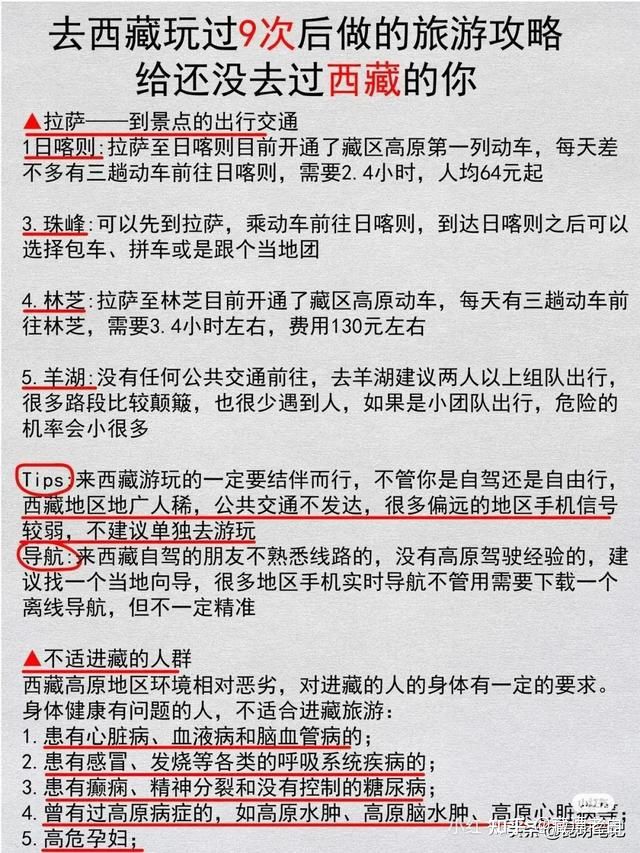 去西藏玩过9次后做的旅游攻略
给还没去过西藏的你
▲拉萨——到景点的出行交通
1日喀则:拉萨至日喀则目前开通了藏区高原第一列动车，每天差
不多有三趟动车前往日喀则，需要2.4小时，人均64元起
3.珠峰:可以先到拉萨，乘动车前往日喀则，到达日喀则之后可以
选择包车、拼车或是跟个当地团
4.林芝:拉萨至林芝目前开通了藏区高原动车，每天有三趟动车前
往林芝，需要3.4小时左右，费用130元左右
5.羊湖:没有任何公共交通前往，去羊湖建议两人以上组队出行，
很多路段比较颠簸，也很少遇到人，如果是小团队出行，危险的
机率会小很多
Tips:来西藏游玩的一定要结伴而行，不管你是自驾还是自由行，
西藏地区地广人稀，公共交通不发达，很多偏远的地区手机信号
较弱，不建议单独去游玩
导航:来西藏自驾的朋友不熟悉线路的，没有高原驾驶经验的，建
议找一个当地向导，很多地区手机实时导航不管用需要下载一个
离线导航，但不一定精准
▲不适进藏的人群
西藏高原地区环境相对恶劣，对进藏的人的身体有一定的要求。
身体健康有问题的人，不适合进藏旅游：
1.患有心脏病、血液病和脑血管病的；
2.患有感冒、发烧等各类的呼吸系统疾病的；
3.患有癫痫、精神分裂和没有控制的糖尿病；
4.曾有过高原病症的，如高原水肿、高原脑水肿、高原心脏病等；
5.高危孕妇；
小红书
知乎